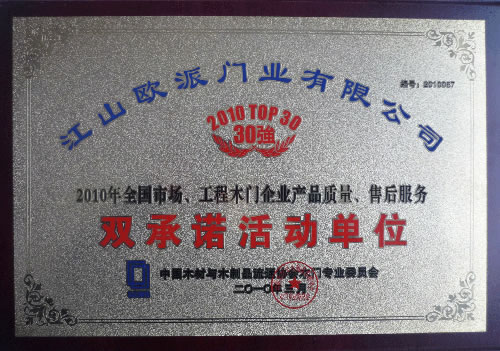 江山欧派门业有限公司
编号：2010067
2010 TOP 30
30強
2010年全国市场、工程木门企业产品质量、售后服务
双承诺活动单位
中国木材与木制品流通协会木门专业委员会
二〇一〇年三月